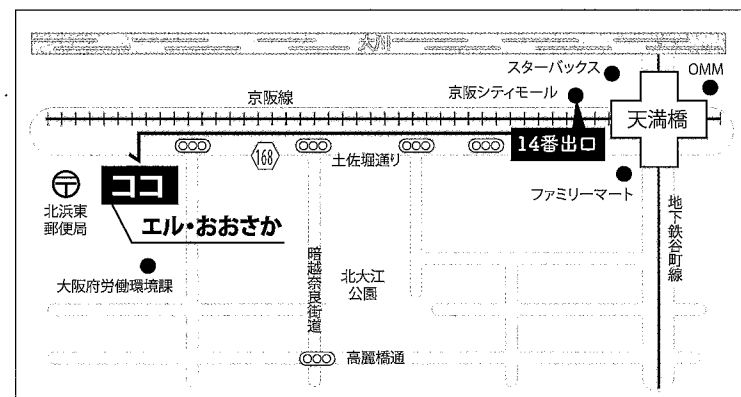 大川
スターバックス
OMM
京阪シティモール
京阪線
天満橋
14番出口
168
土佐堀通り
ファミリーマート
〒
ココ
北浜東
郵便局
エル・おおさか
地下鉄谷町線
大阪府労働環境課
暗越奈良街道
北大江
公園
高麗橋通